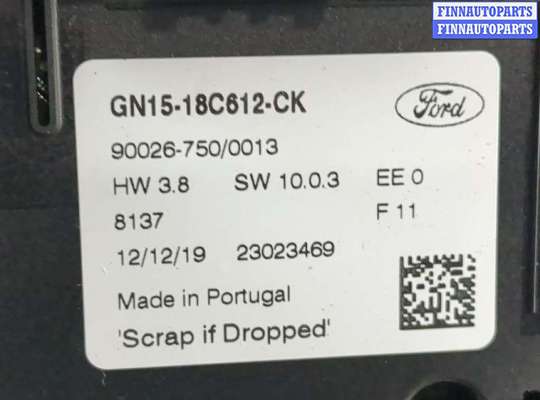 FINNAUTOPARTS
FINNAUTOPARTS
GN15-18C612-CK
Ford
90026-750/0013
HW 3.8 SW 10.0.3 EE 0
8137 F 11
12/12/19 23023469
Made in Portugal
'Scrap if Dropped'